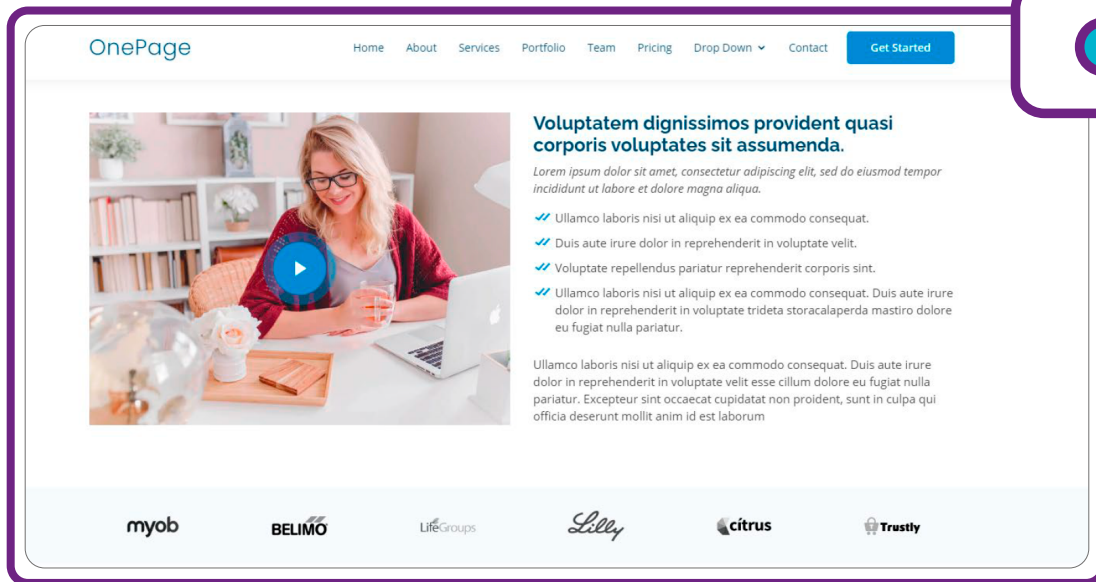 OnePage
Home About Services Portfolio Team Pricing Drop Down Contact Get Started
Voluptatem dignissimos provident quasi
corporis voluptates sit assumenda.
Lorem ipsum dolor sit amet, consectetur adipiscing elit, sed do eiusmod tempor
incididunt ut labore et dolore magna aliqua.
Ullamco laboris nisi ut aliquip ex ea commodo consequat.
Duis aute irure dolor in reprehenderit in voluptate velit.
Voluptate repellendus pariatur reprehenderit corporis sint.
Ullamco laboris nisi ut aliquip ex ea commodo consequat. Duis aute irure
dolor in reprehenderit in voluptate trideta storacalaperda mastiro dolore
eu fugiat nulla pariatur.
Ullamco laboris nisi ut aliquip ex ea commodo consequat. Duis aute irure
dolor in reprehenderit in voluptate velit esse cillum dolore eu fugiat nulla
pariatur. Excepteur sint occaecat cupidatat non proident, sunt in culpa qui
officia deserunt mollit anim id est laborum
myob BELIMO LifeGroups Lilly citrus Trustly